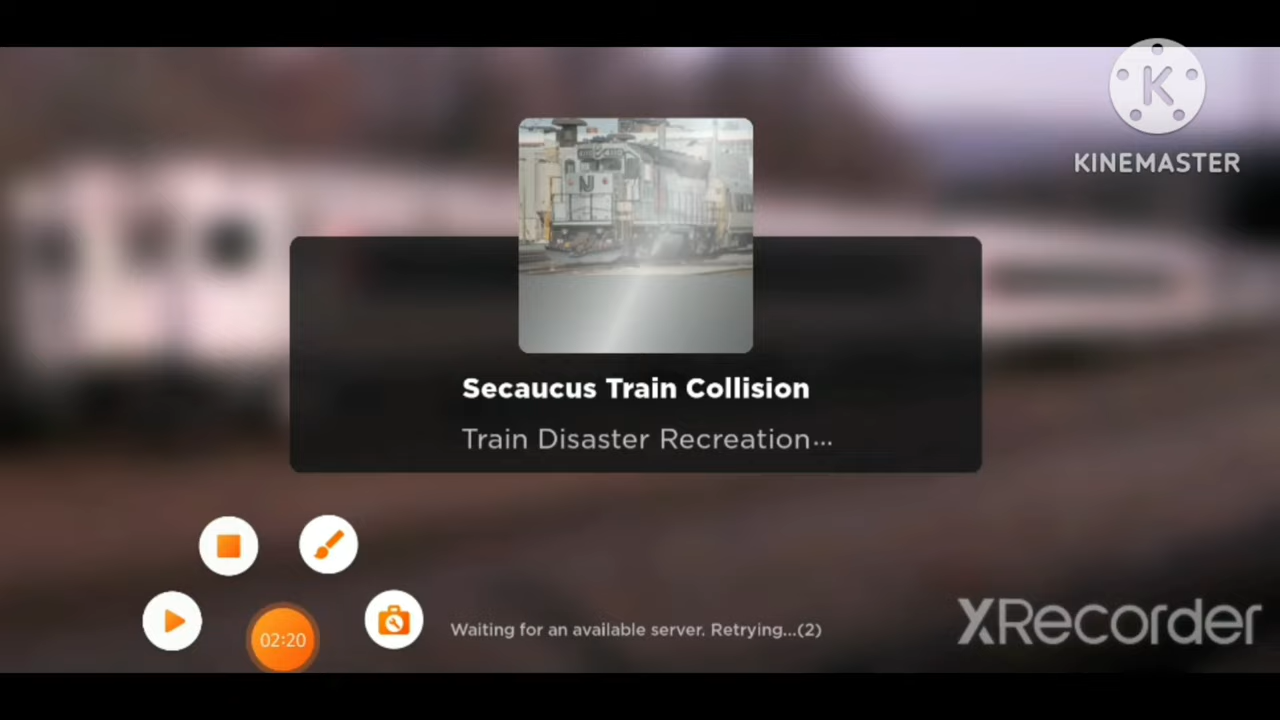 K
KINEMASTER
Secaucus Train Collision
Train Disaster Recreation...
02:20
Waiting for an available server. Retrying...(2)
XRecorder